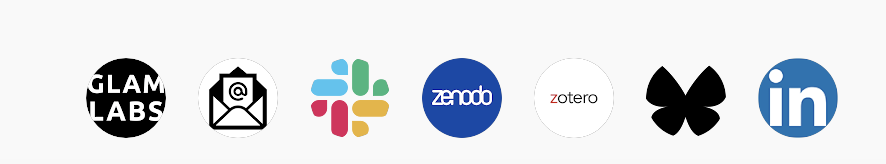 GLAM
LABS
@
zenodo
zotero
in